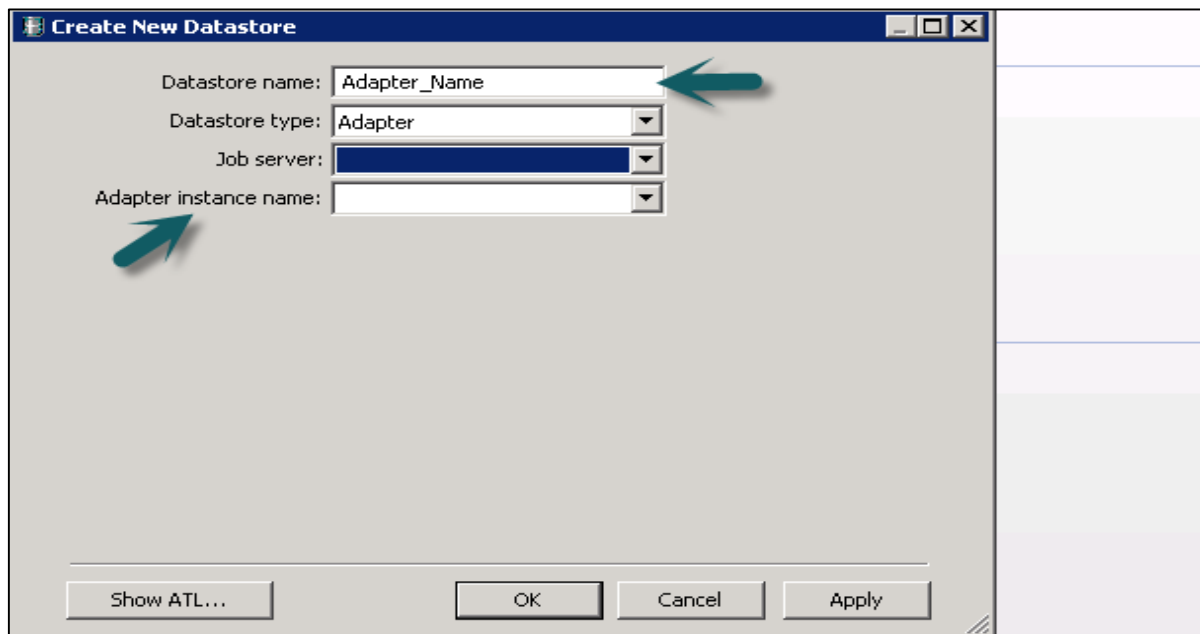 Create New Datastore
Datastore name: Adapter_Name
Datastore type: Adapter
Job server:
Adapter instance name:
Show ATL... OK Cancel Apply